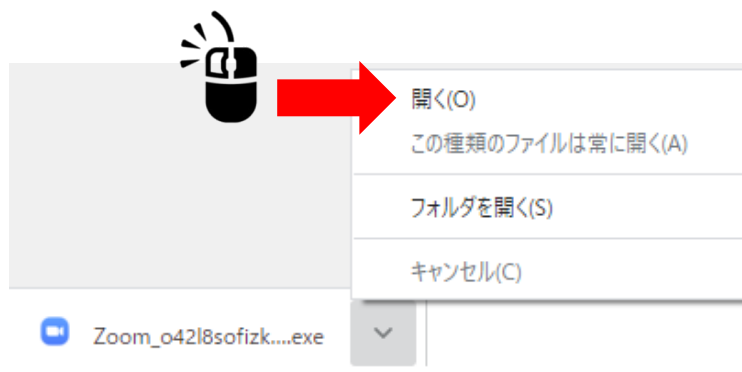 開く(O)
この種類のファイルは常に開く(A)
フォルダを開く(S)
キャンセル(C)
Zoom_o42l8sofizk....exe